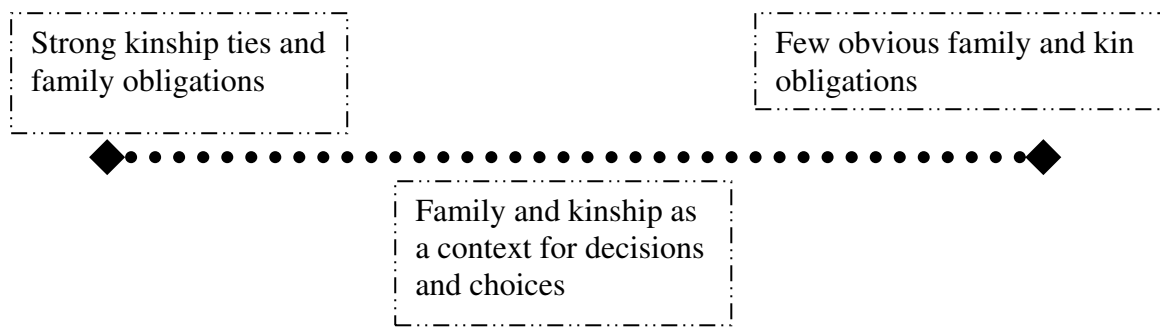 Strong kinship ties and
family obligations
Few obvious family and kin
obligations
Family and kinship as
a context for decisions
and choices